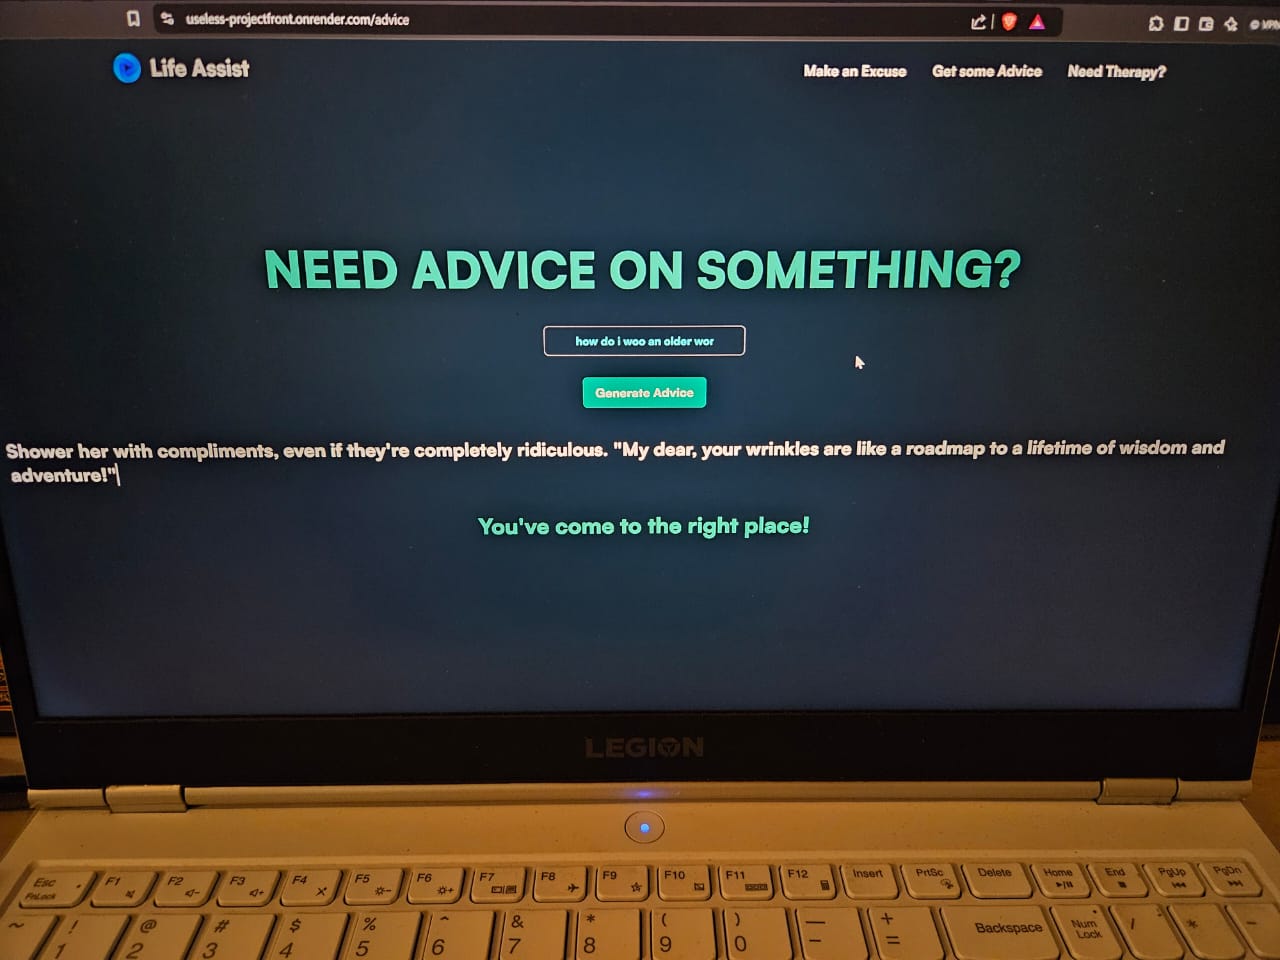 useless-projectfront.onrender.com/advice
VPN
Life Assist
Make an Excuse Get some Advice Need Therapy?
NEED ADVICE ON SOMETHING?
how do i woo an older wor
Generate Advice
Shower her with compliments, even if they're completely ridiculous. "My dear, your wrinkles are like a roadmap to a lifetime of wisdom and
adventure!"
You've come to the right place!
LEGION
Esc F1 F2 F3 F4 F5 F6 F7 F8 F9 F10 F11 F12 Insert PrtSc Delete Home End PgUp PgDn
FnLock
~ ! @ # $ % ^ & * ( ) — +
1 2 3 4 5 6 7 8 9 0 - = Backspace Num Lock / * -